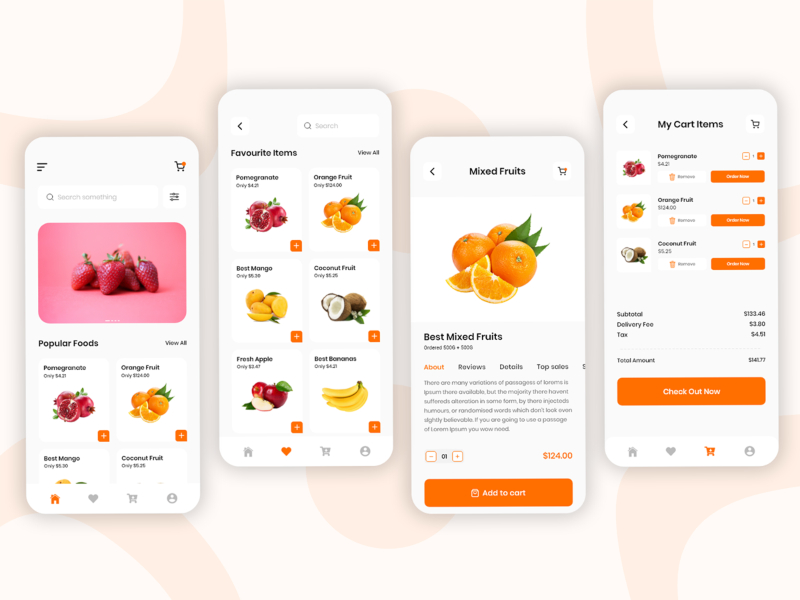 Search something
Popular Foods
View All
Pomegranate
Only $4.21
Orange Fruit
Only $124.00
Best Mango
Only $5.30
Coconut Fruit
Only $5.25
Search
Favourite Items
View All
Pomegranate
Only $4.21
Orange Fruit
Only $124.00
Best Mango
Only $5.30
Coconut Fruit
Only $5.25
Fresh Apple
Only $3.47
Best Bananas
Only $4.21
Mixed Fruits
Best Mixed Fruits
Ordered 500G + 500G
About Reviews Details Top sales S
There are many variations of passages of lorems is
Ipsum there available, but the mejority there havent
suffereds alteration in some form, by there injecteds
humours, or randomised words which don't look even
slightly believable. If you are going to use a passage
of Lorem Ipsum you wow need.
− 01 +
$124.00
Add to cart
My Cart Items
Pomegranate
$4.21
− 1 +
Remove
Order Now
Orange Fruit
$124.00
− 1 +
Remove
Order Now
Coconut Fruit
$5.25
− 1 +
Remove
Order Now
Subtotal $133.46
Delivery Fee $3.80
Tax $4.51
Total Amount $141.77
Check Out Now